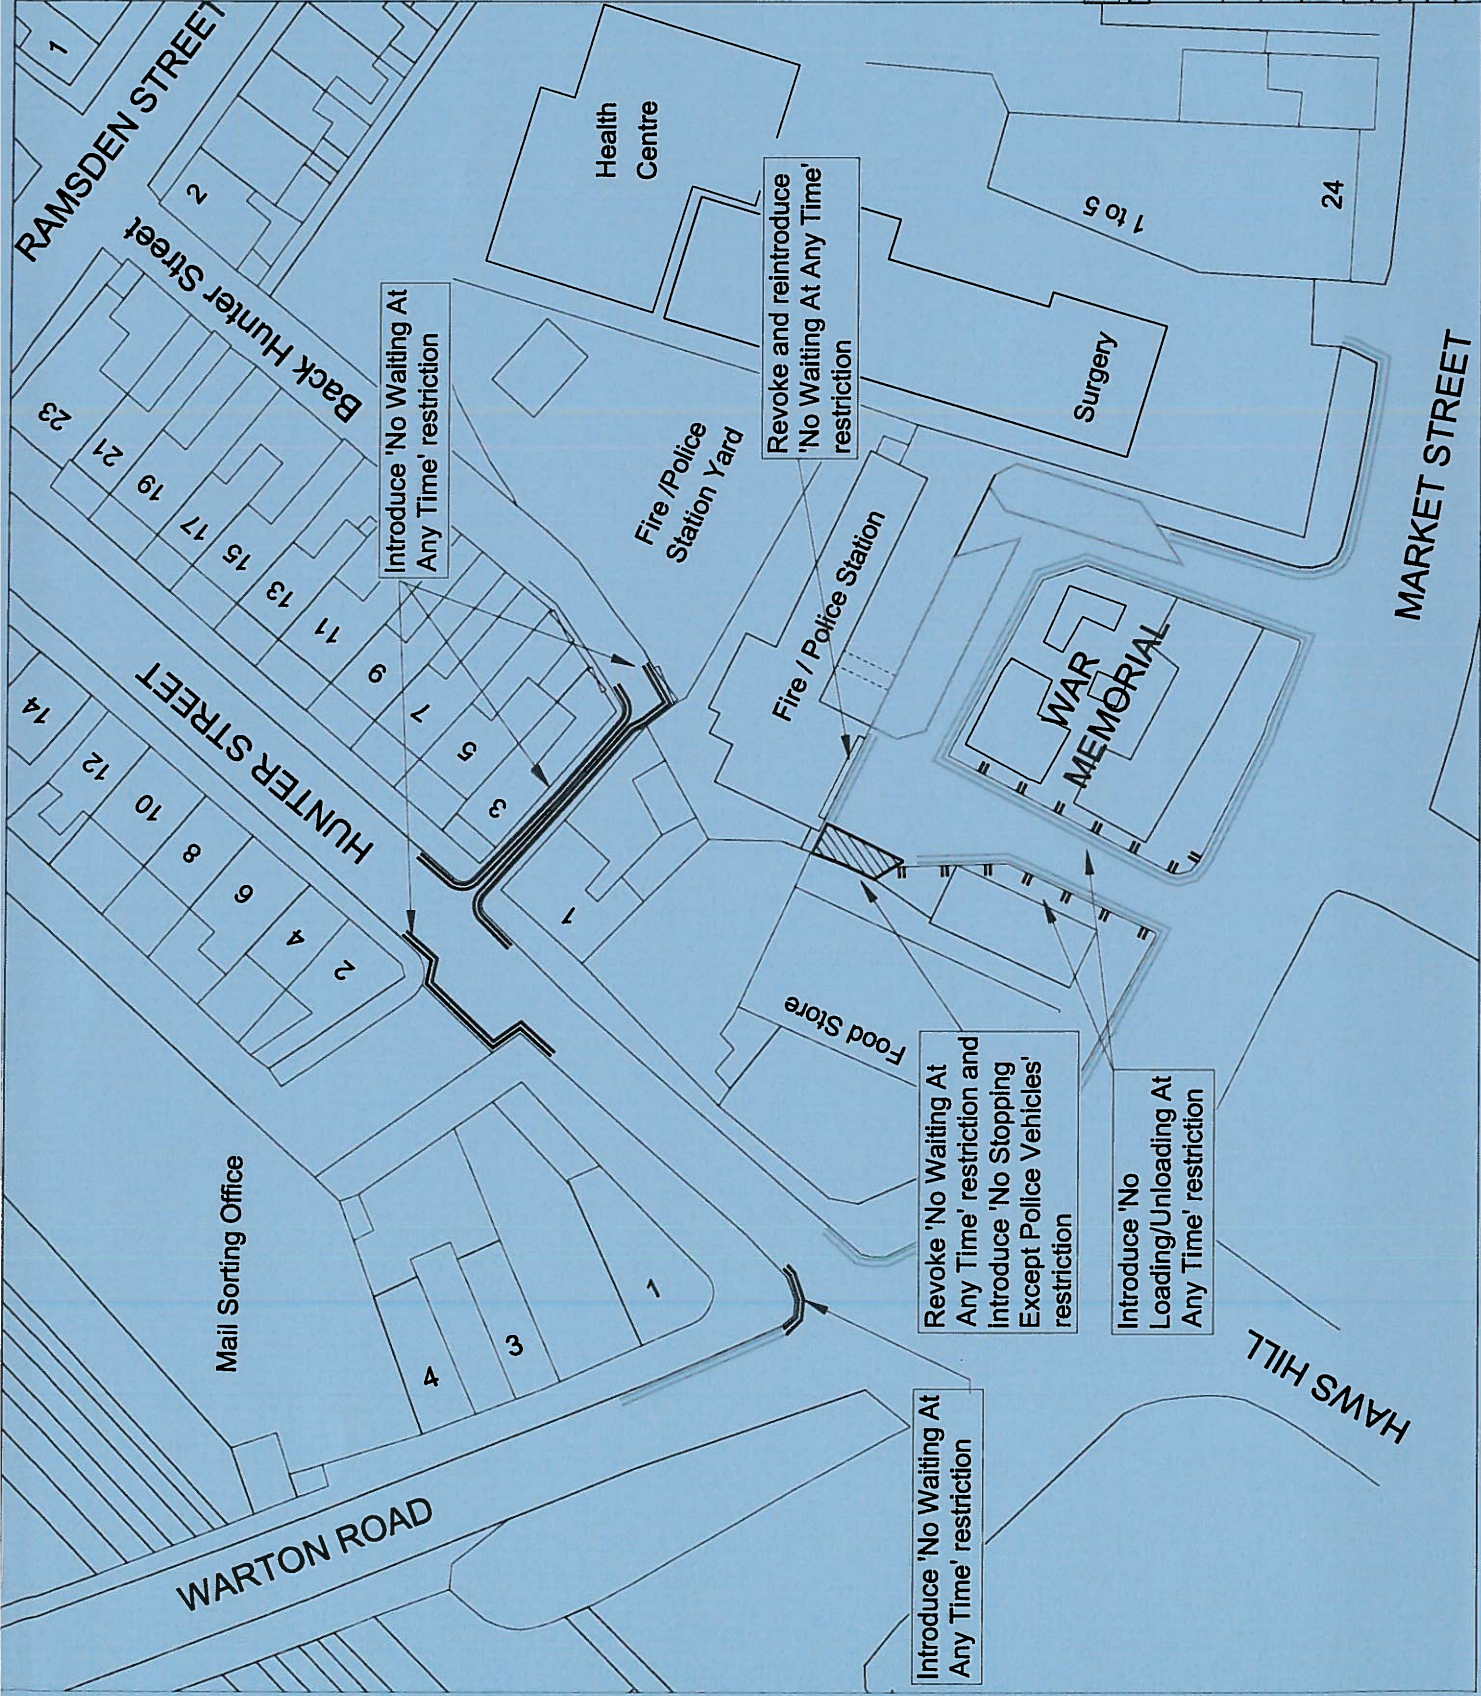 1
RAMSDEN STREET
2
Back Hunter Street
Health
Centre
23
21
19
17
15
13
11
9
7
5
3
1
HUNTER STREET
14
12
10
8
6
4
2
Introduce 'No Waiting At
Any Time' restriction
Fire /Police
Station Yard
Revoke and reintroduce
'No Waiting At Any Time'
restriction
1 to 5
24
Surgery
Fire / Police Station
WAR
MEMORIAL
MARKET STREET
Food Store
Mail Sorting Office
4
3
1
Revoke 'No Waiting At
Any Time' restriction and
Introduce 'No Stopping
Except Police Vehicles'
restriction
Introduce 'No
Loading/Unloading At
Any Time' restriction
HAWS HILL
WARTON ROAD
Introduce 'No Waiting At
Any Time' restriction